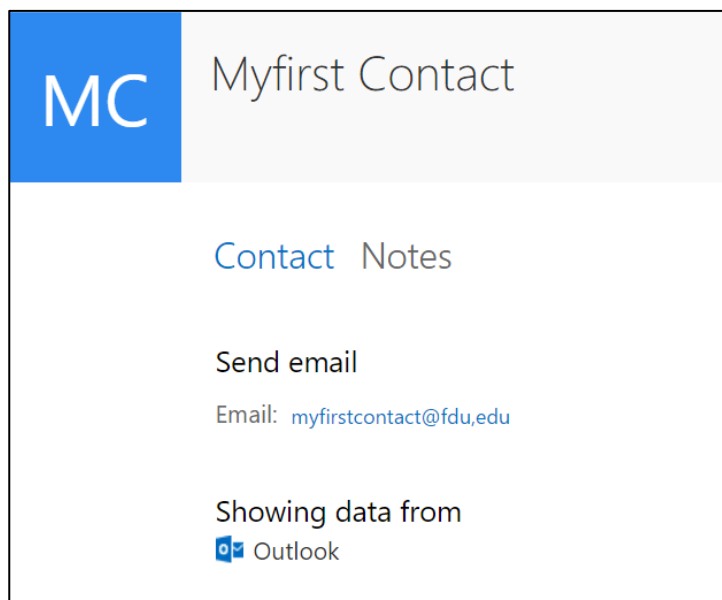 MC
Myfirst Contact
Contact Notes
Send email
Email: myfirstcontact@fdu,edu
Showing data from
Outlook